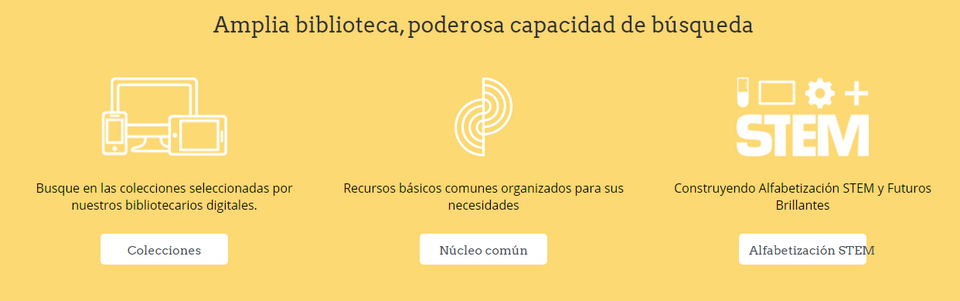 Amplia biblioteca, poderosa capacidad de búsqueda
STEM
Busque en las colecciones seleccionadas por
nuestros bibliotecarios digitales.
Colecciones
Recursos básicos comunes organizados para sus
necesidades
Núcleo común
Construyendo Alfabetización STEM y Futuros
Brillantes
Alfabetización STEM